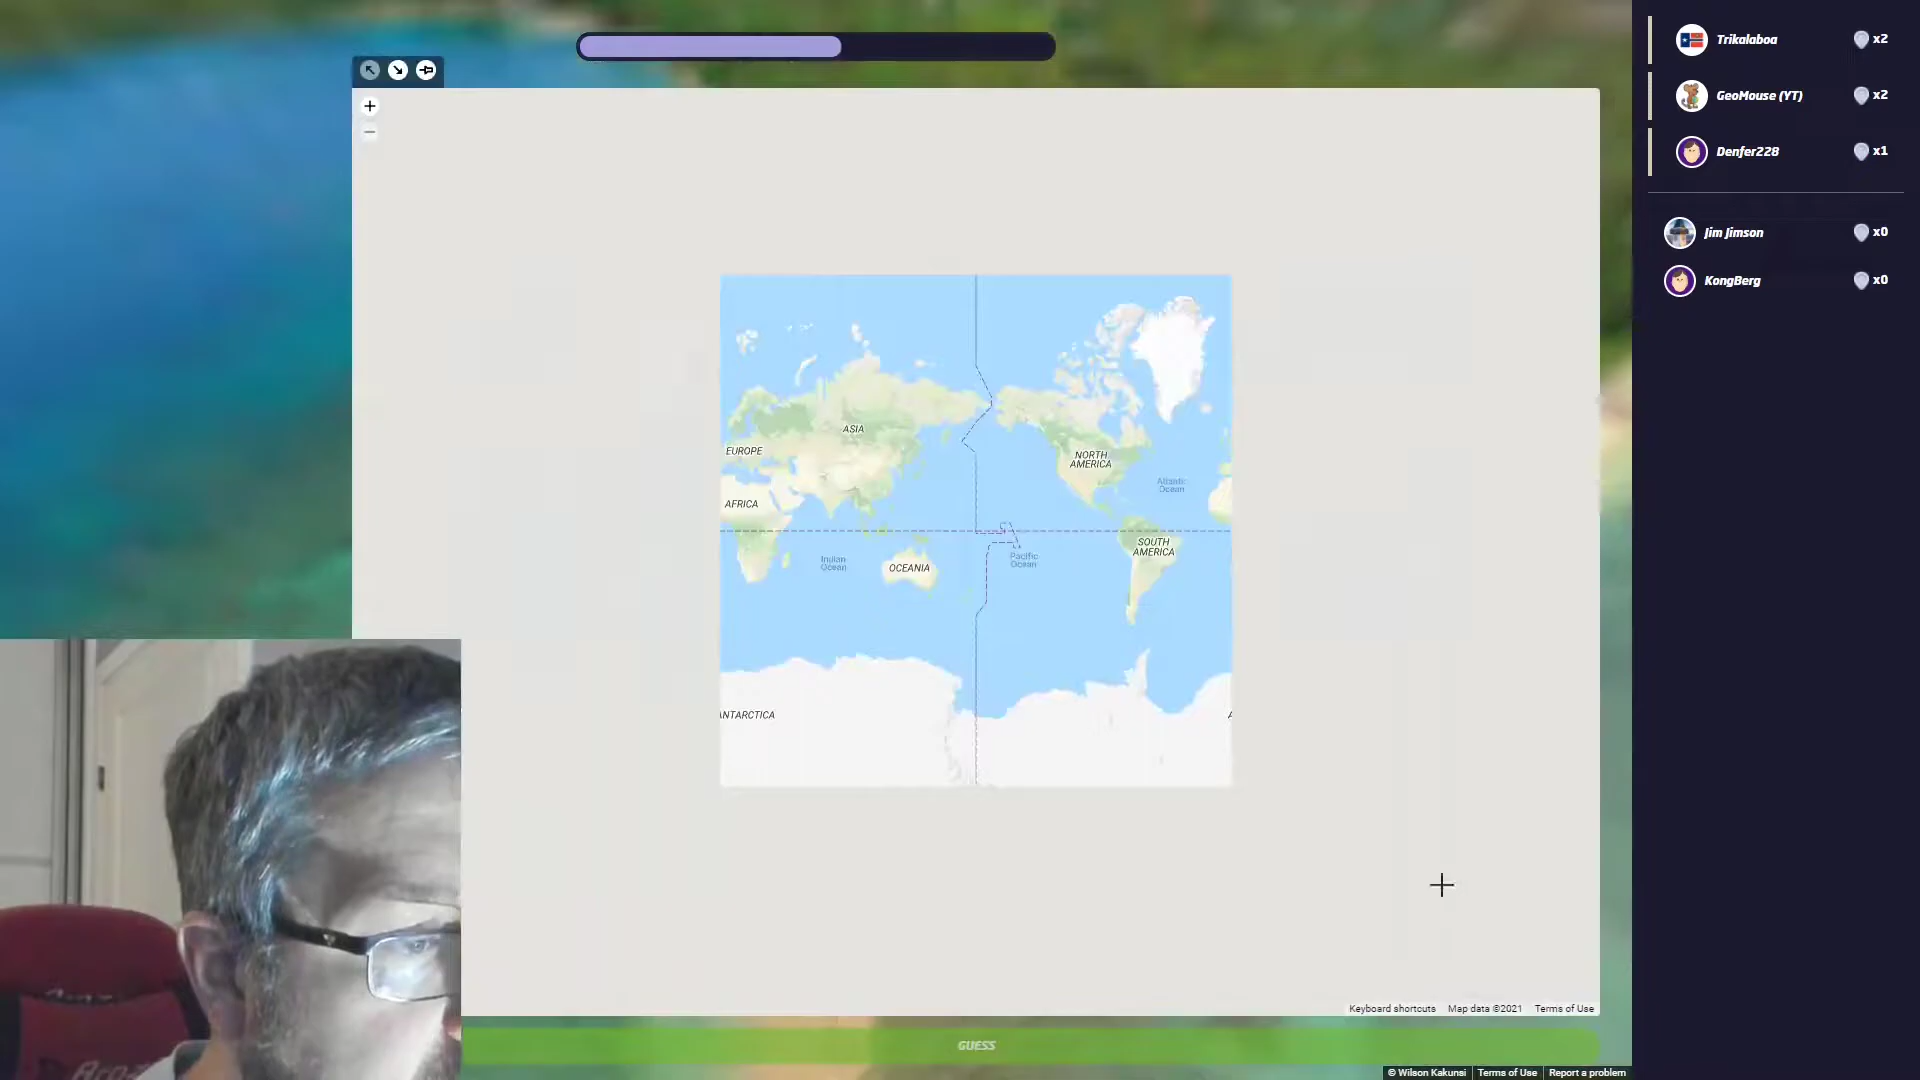 Trikalaboa
x2
GeoMouse (YT)
x2
Denfer228
x1
Jim Jimson
x0
KongBerg
x0
ASIA
EUROPE
NORTH
AMERICA
Atlantic
Ocean
AFRICA
SOUTH
AMERICA
Indian
Ocean
OCEANIA
Pacific
Ocean
ANTARCTICA
A
Keyboard shortcuts
Map data ©2021
Terms of Use
GUESS
© Wilson Kakunsi
Terms of Use
Report a problem